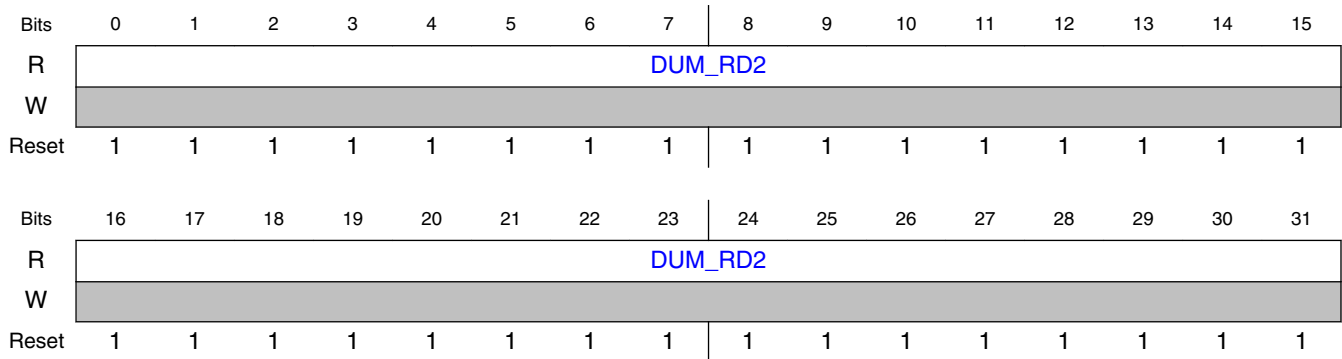 Bits 0 1 2 3 4 5 6 7 8 9 10 11 12 13 14 15
R DUM_RD2
W
Reset 1 1 1 1 1 1 1 1 1 1 1 1 1 1 1 1
Bits 16 17 18 19 20 21 22 23 24 25 26 27 28 29 30 31
R DUM_RD2
W
Reset 1 1 1 1 1 1 1 1 1 1 1 1 1 1 1 1